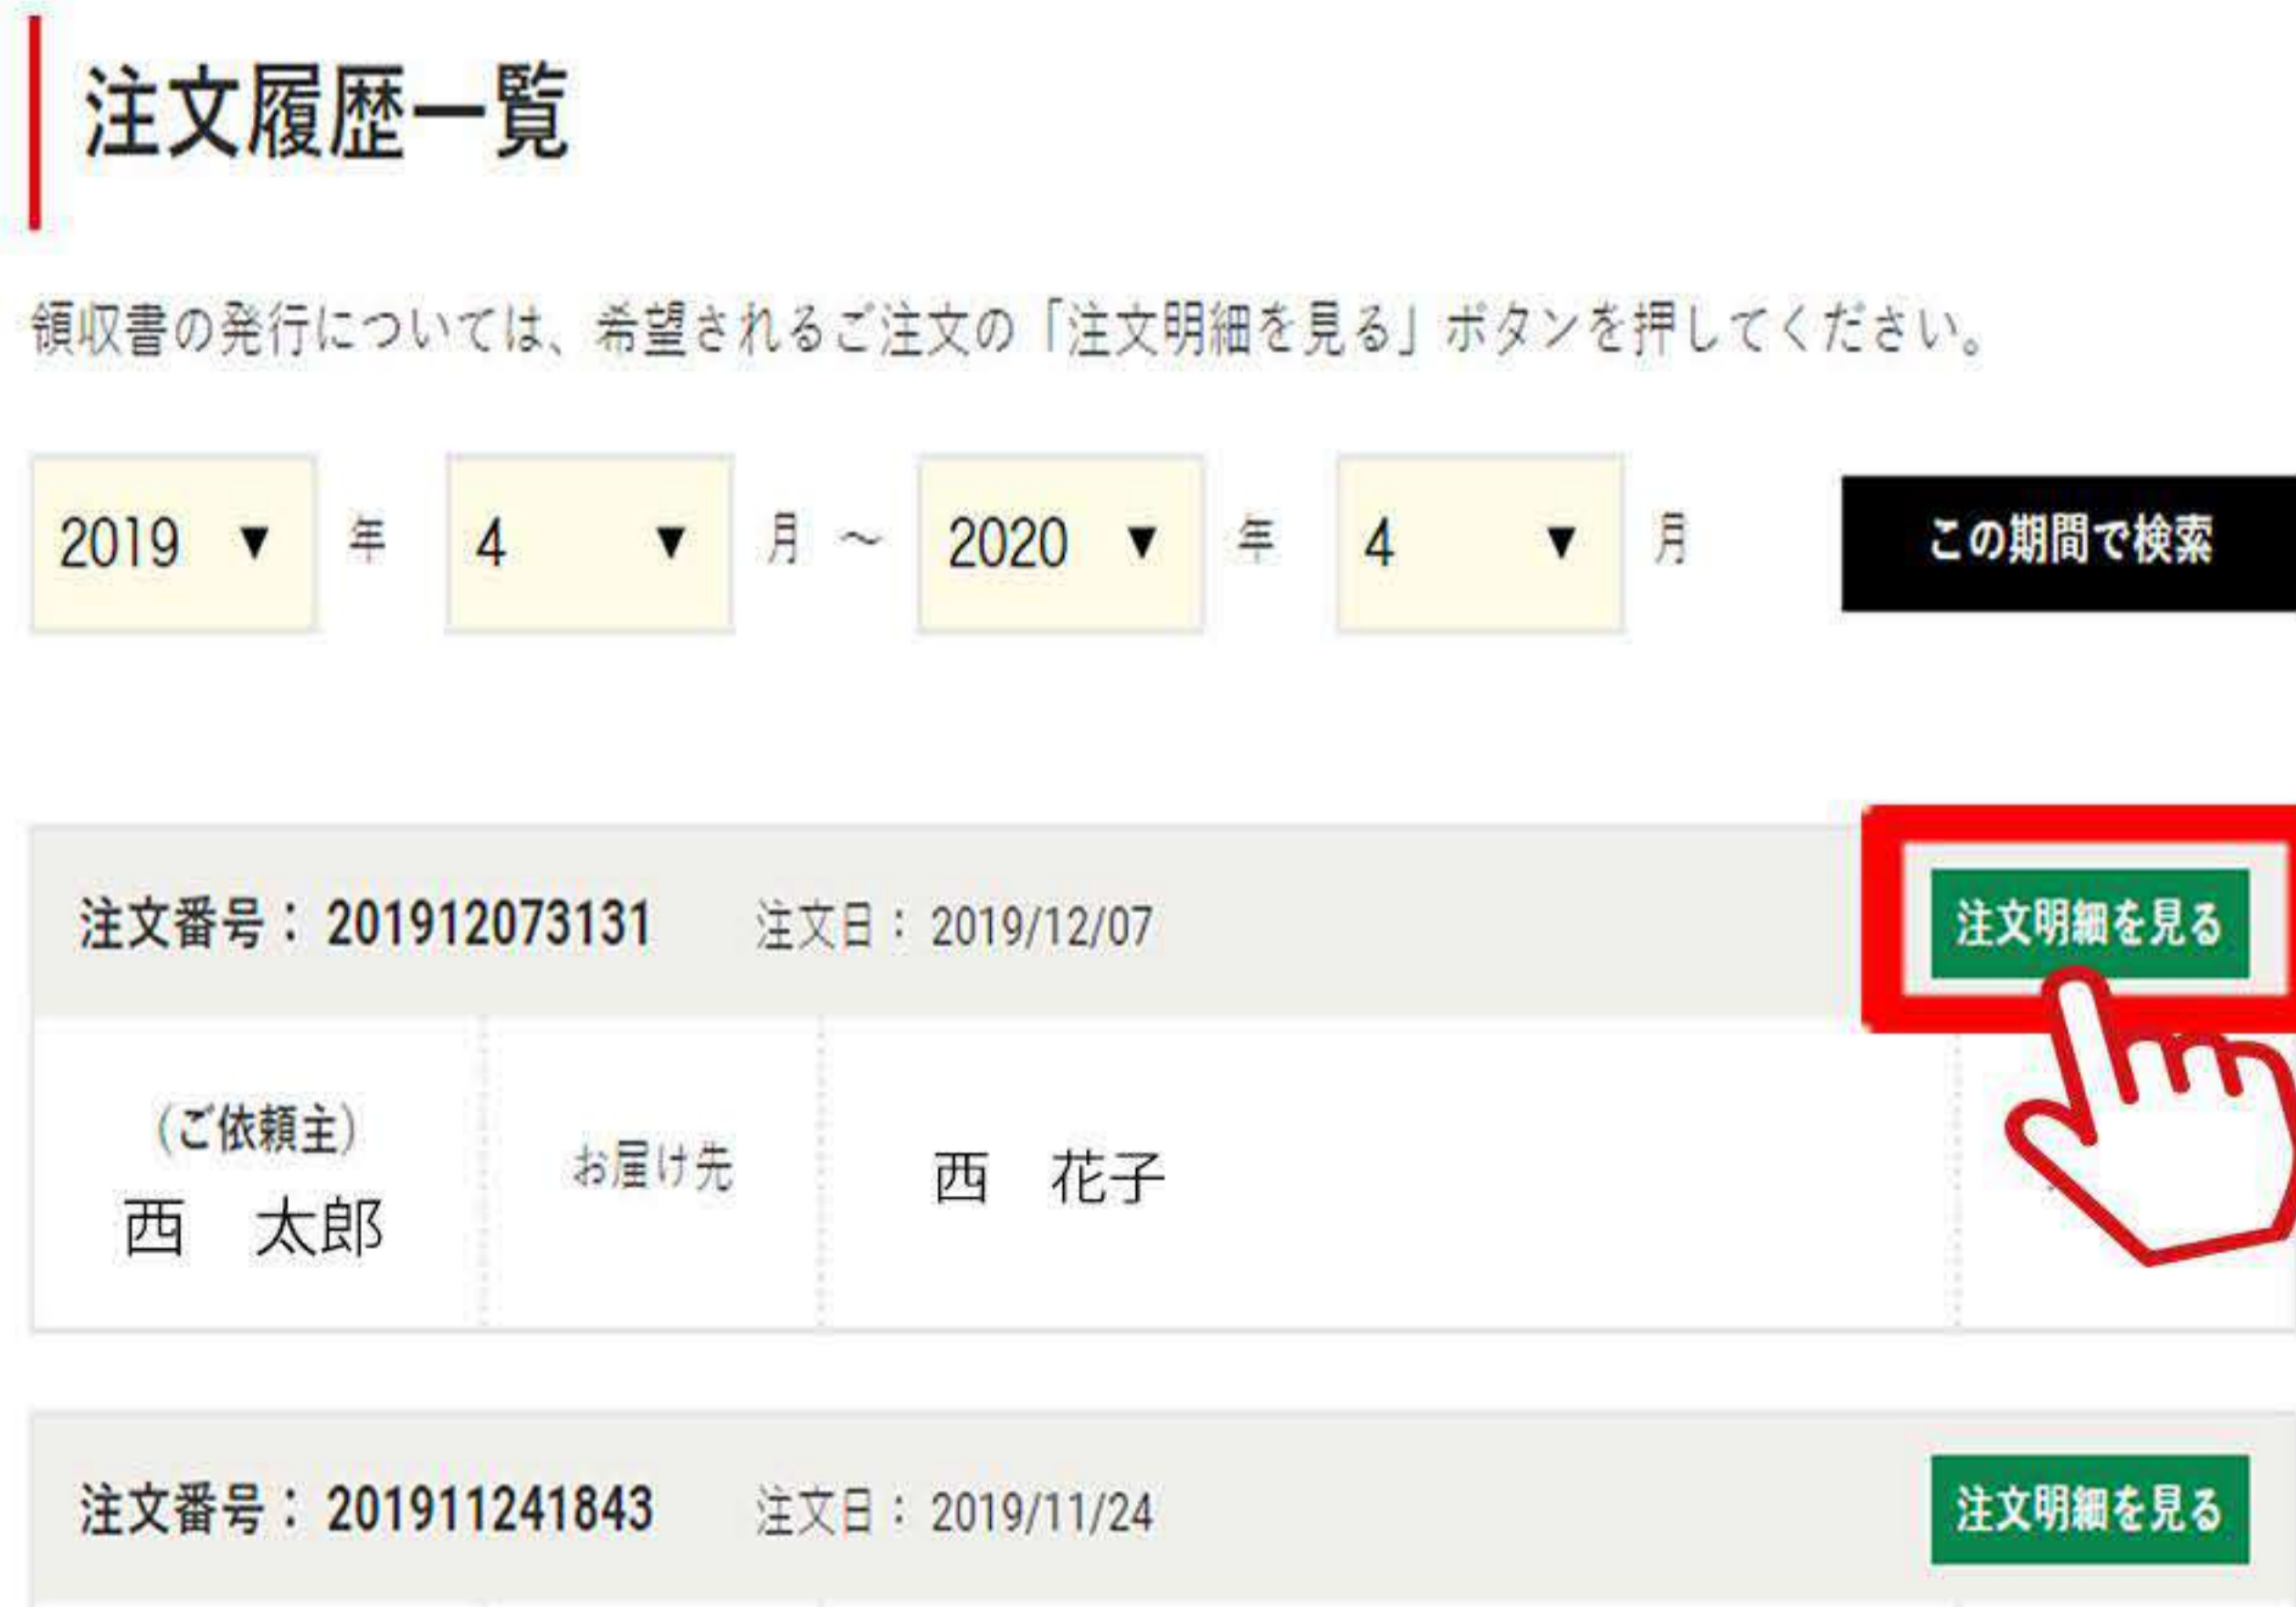 注文履歴一覧
領収書の発行については、希望されるご注文の「注文明細を見る」ボタンを押してください。
2019 ▼ 年 4 ▼ 月 ～ 2020 ▼ 年 4 ▼ 月 この期間で検索
注文番号：201912073131 注文日：2019/12/07 注文明細を見る
（ご依頼主）
西　太郎 お届け先 西　花子
注文番号：201911241843 注文日：2019/11/24 注文明細を見る